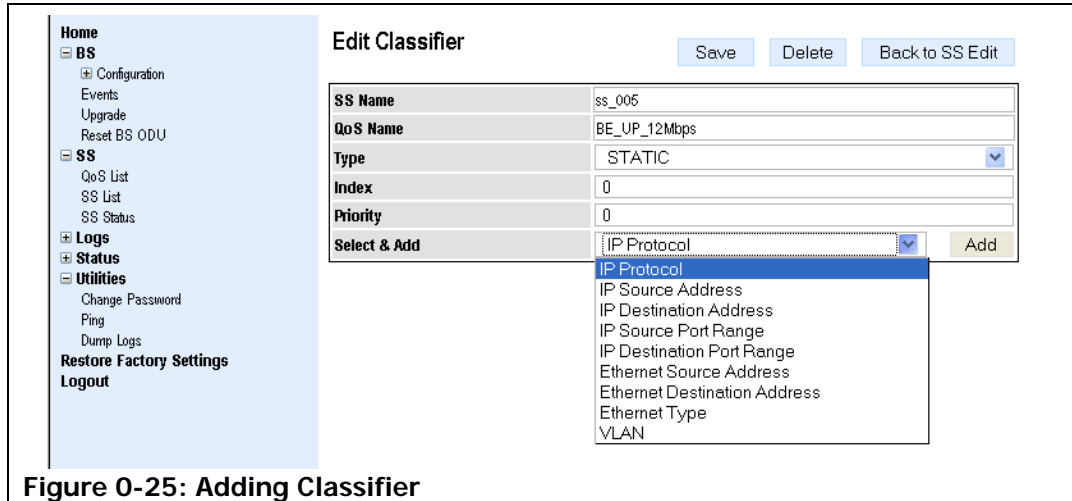 Home
BS
Configuration
Events
Upgrade
Reset BS ODU
SS
QoS List
SS List
SS Status
Logs
Status
Utilities
Change Password
Ping
Dump Logs
Restore Factory Settings
Logout
Edit Classifier
Save Delete Back to SS Edit
SS Name ss_005
QoS Name BE_UP_12Mbps
Type STATIC
Index 0
Priority 0
Select & Add IP Protocol Add
IP Protocol
IP Source Address
IP Destination Address
IP Source Port Range
IP Destination Port Range
Ethernet Source Address
Ethernet Destination Address
Ethernet Type
VLAN
Figure 0-25: Adding Classifier